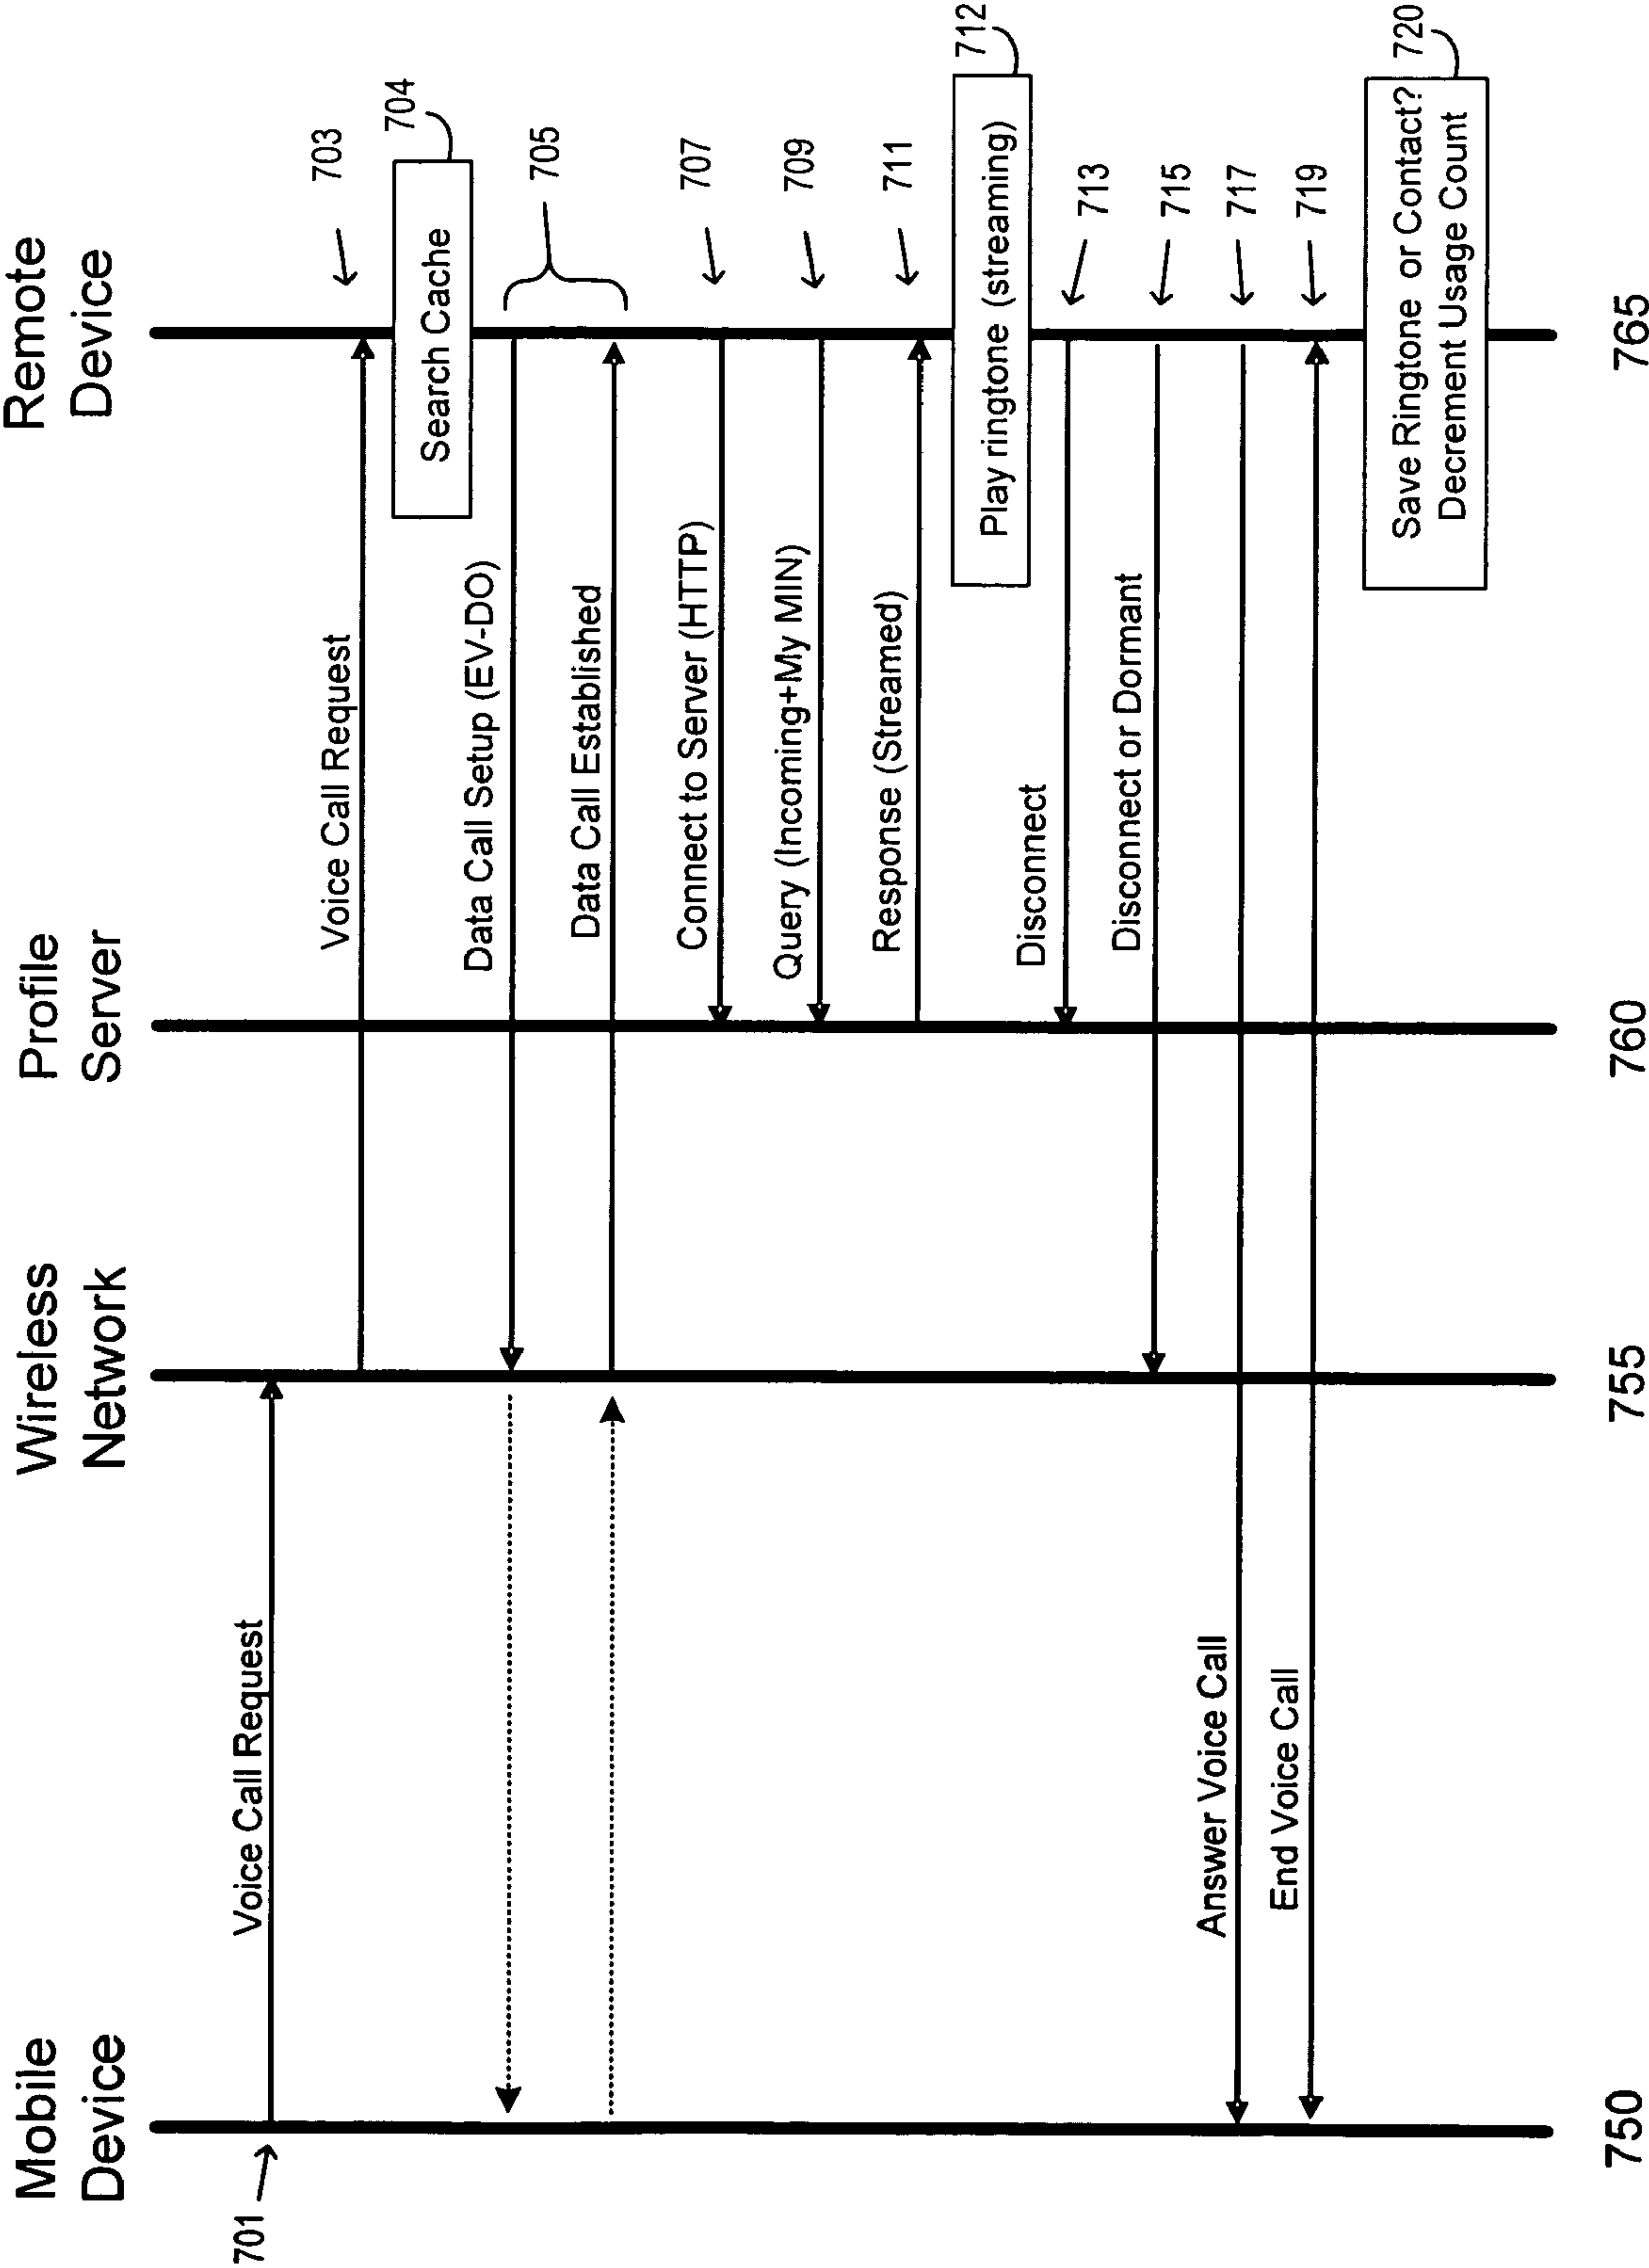 Mobile
Device
Wireless
Network
Profile
Server
Remote
Device
701
Voice Call Request
Voice Call Request
703
Search Cache
704
Data Call Setup (EV-DO)
Data Call Established
705
Connect to Server (HTTP)
707
Query (Incoming+My MIN)
709
Response (Streamed)
711
Play ringtone (streaming)
712
Disconnect
713
Disconnect or Dormant
715
Answer Voice Call
717
End Voice Call
719
Save Ringtone or Contact?
Decrement Usage Count
720
750
755
760
765